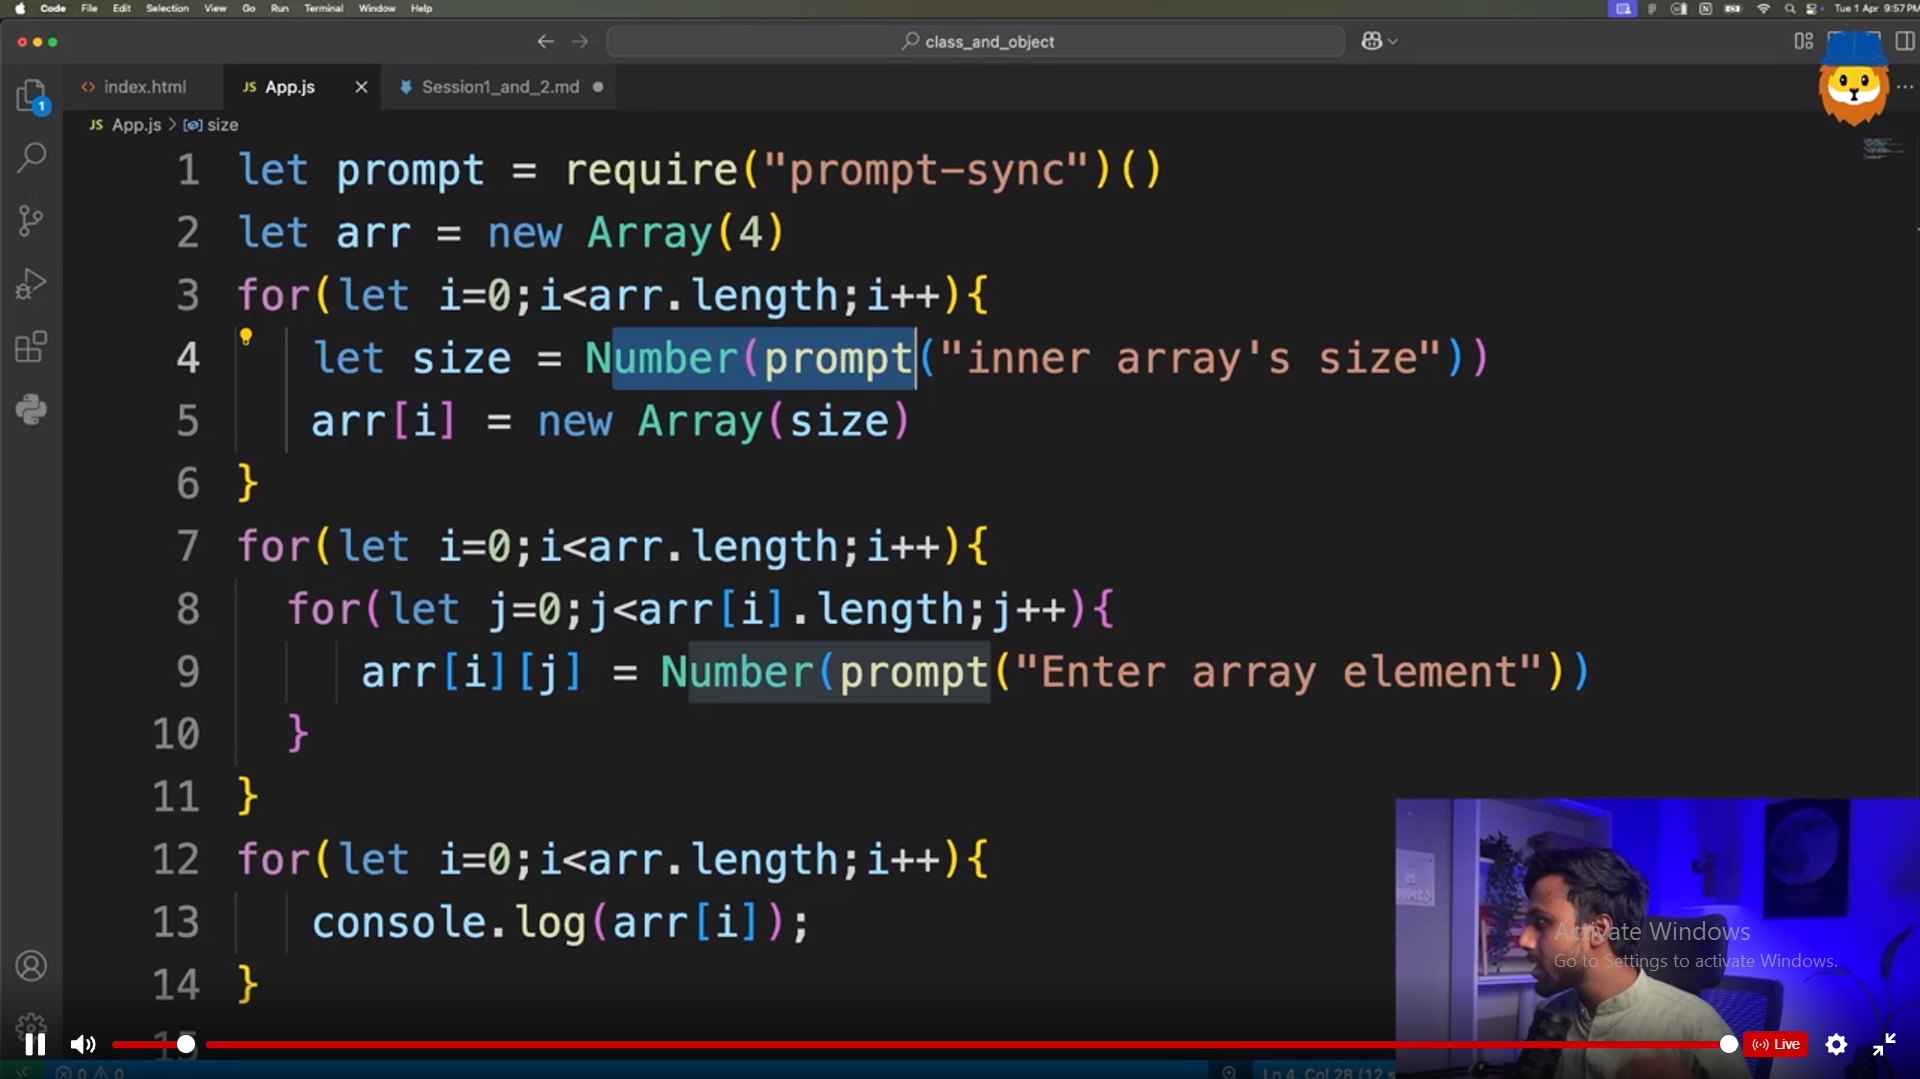 Code File Edit Selection View Go Run Terminal Window Help
Tue 1 Apr 9:57 PM
class_and_object
index.html
JS App.js
Session1_and_2.md
1
JS App.js > size
1 let prompt = require("prompt-sync")()
2 let arr = new Array(4)
3 for(let i=0;i<arr.length;i++){
4 let size = Number(prompt("inner array's size"))
5 arr[i] = new Array(size)
6 }
7 for(let i=0;i<arr.length;i++){
8 for(let j=0;j<arr[i].length;j++){
9 arr[i][j] = Number(prompt("Enter array element"))
10 }
11 }
12 for(let i=0;i<arr.length;i++){
13 console.log(arr[i]);
14 }
15
Activate Windows
Go to Settings to activate Windows.
Live
0 0
Ln 4, Col 28 (12 s